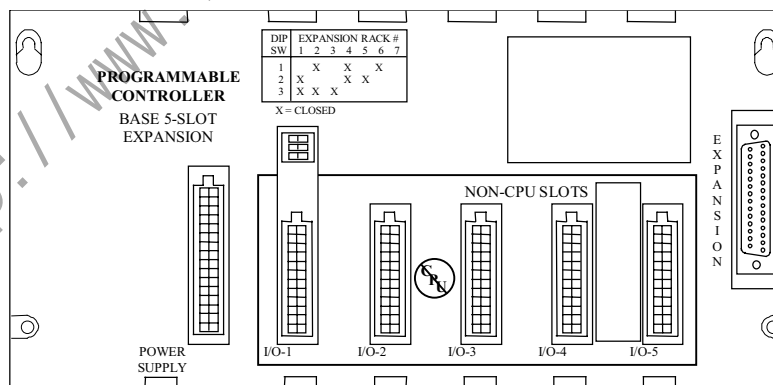 ://www.
DIP EXPANSION RACK #
SW 1 2 3 4 5 6 7
1 X X X
2 X X X
3 X X X
X = CLOSED
PROGRAMMABLE
CONTROLLER
BASE 5-SLOT
EXPANSION
NON-CPU SLOTS
CPU
EXPANSION
POWER
SUPPLY
I/O-1
I/O-2
I/O-3
I/O-4
I/O-5